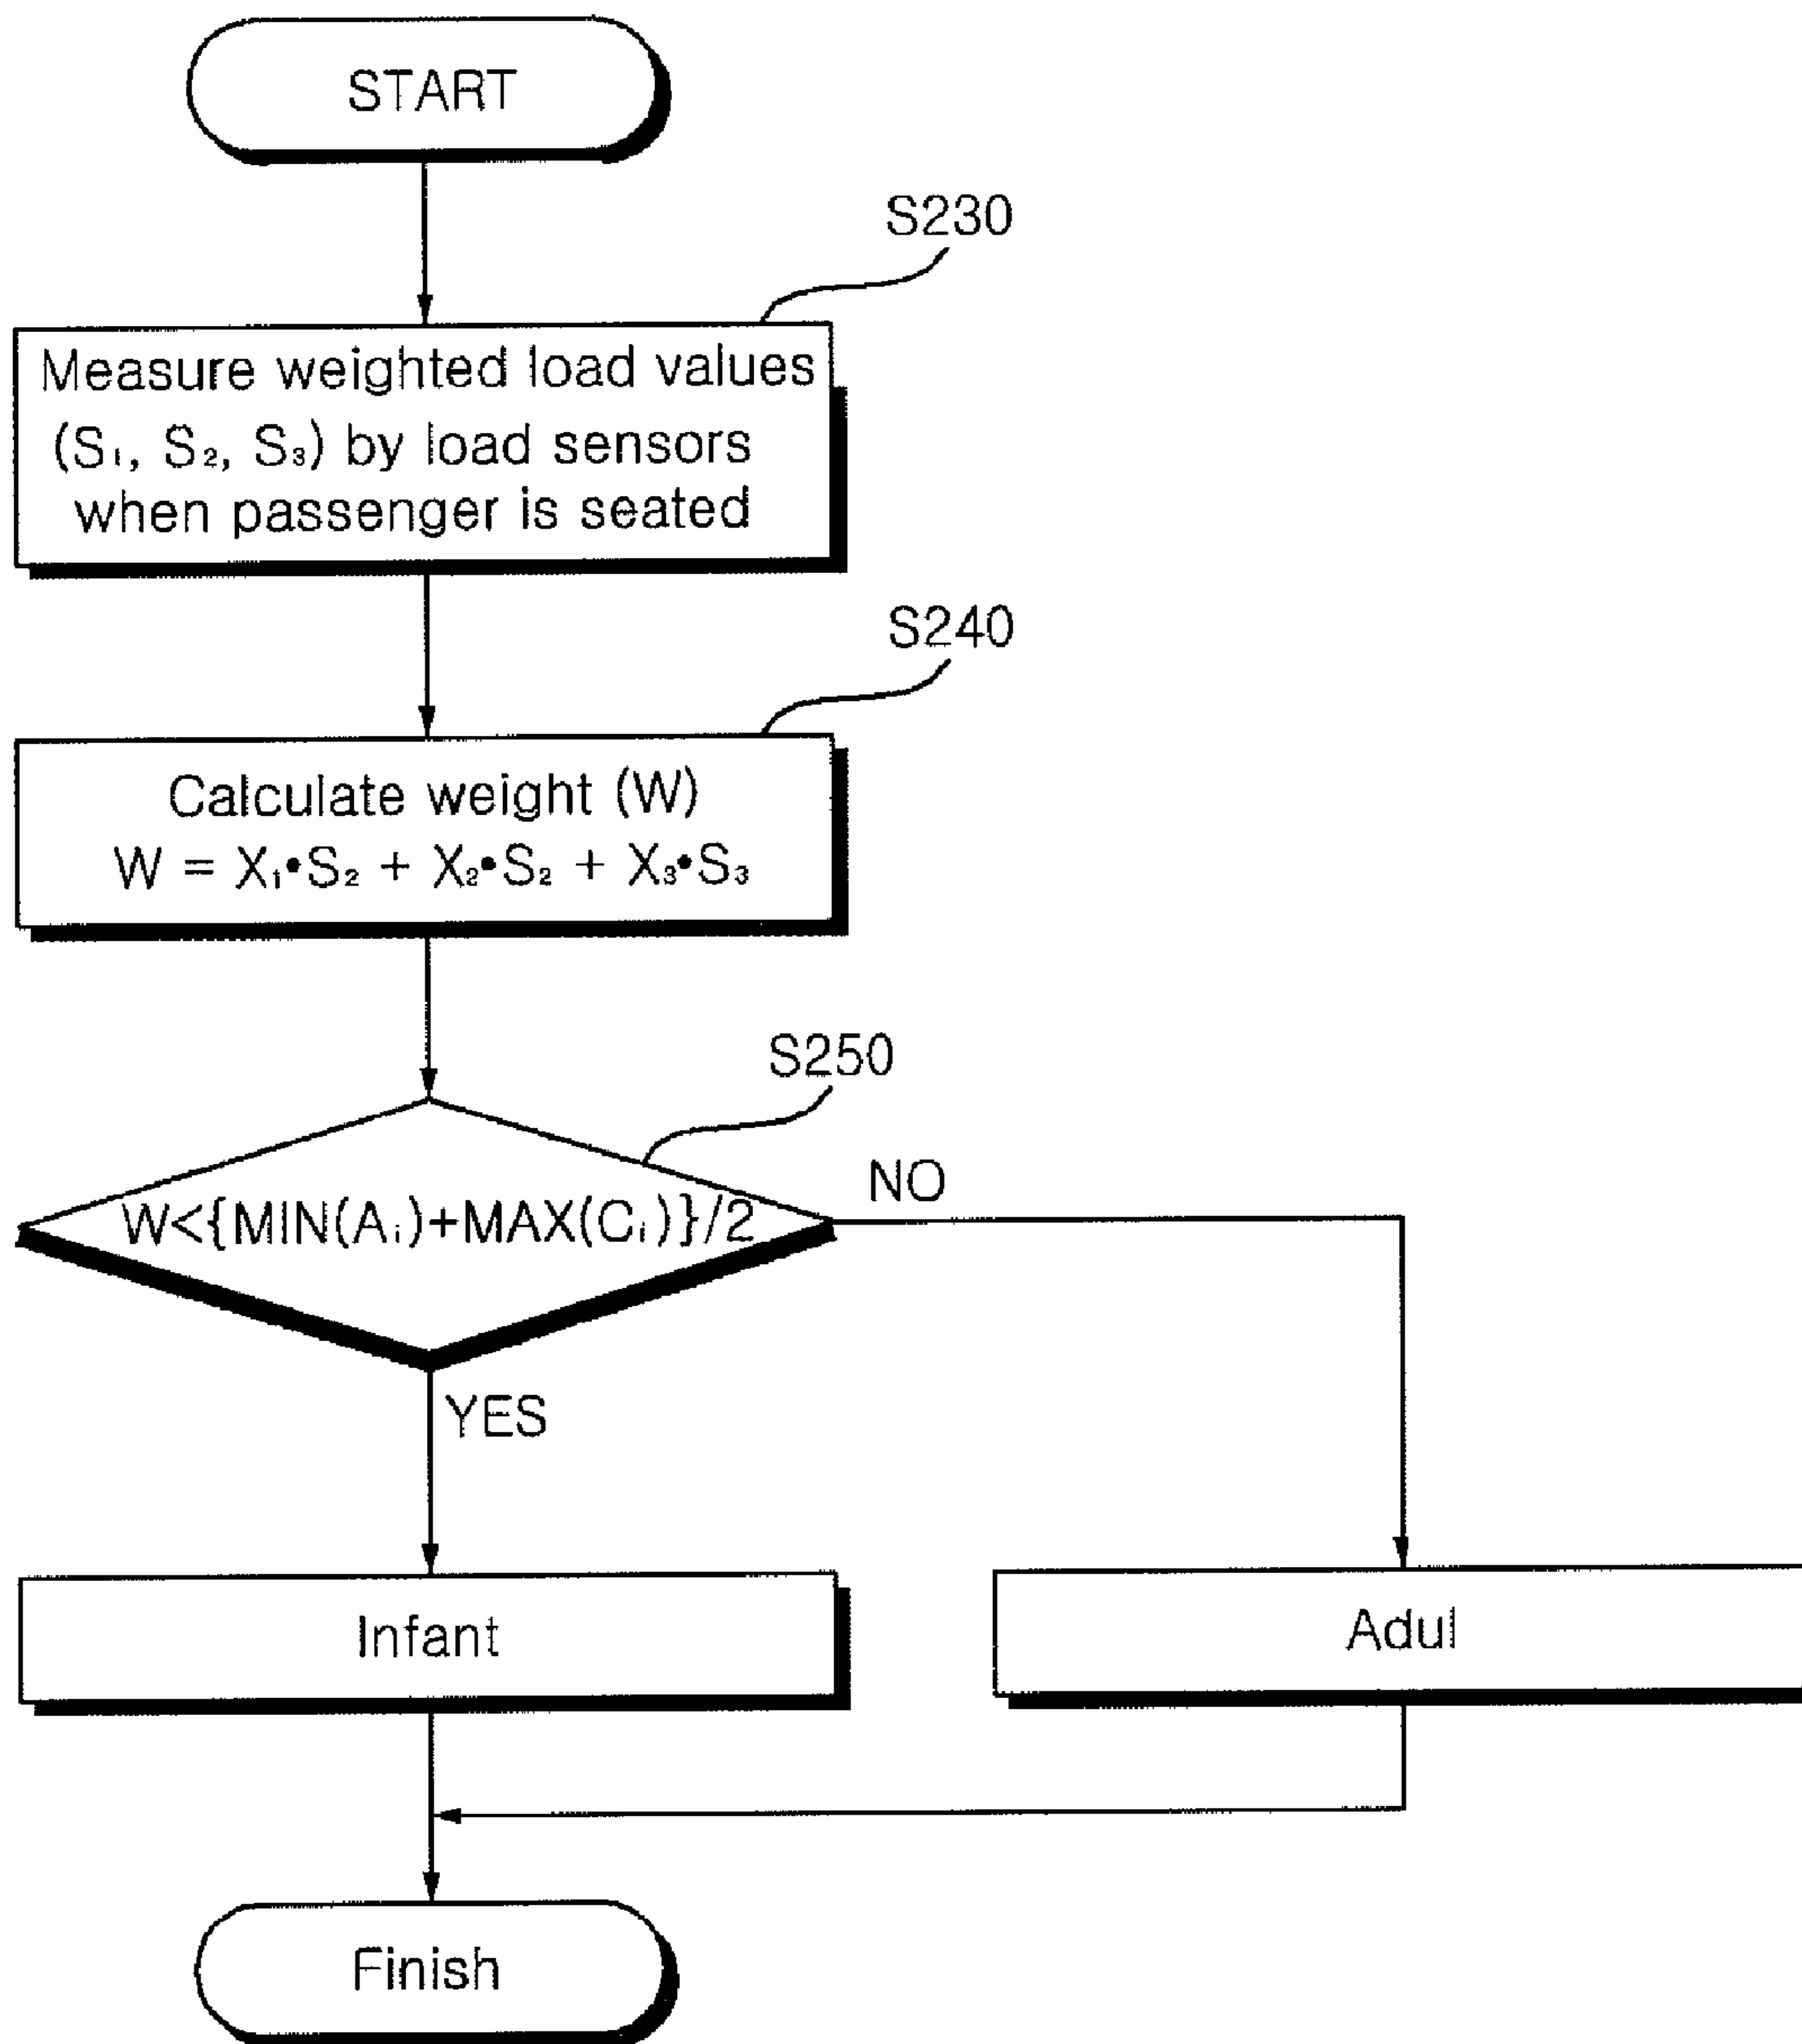 START
S230
Measure weighted load values
(S₁, S₂, S₃) by load sensors
when passenger is seated
S240
Calculate weight (W)
W = X₁•S₂ + X₂•S₂ + X₃•S₃
S250
W<{MIN(Aᵢ)+MAX(Cᵢ)}/2
NO
YES
Infant
Adul
Finish